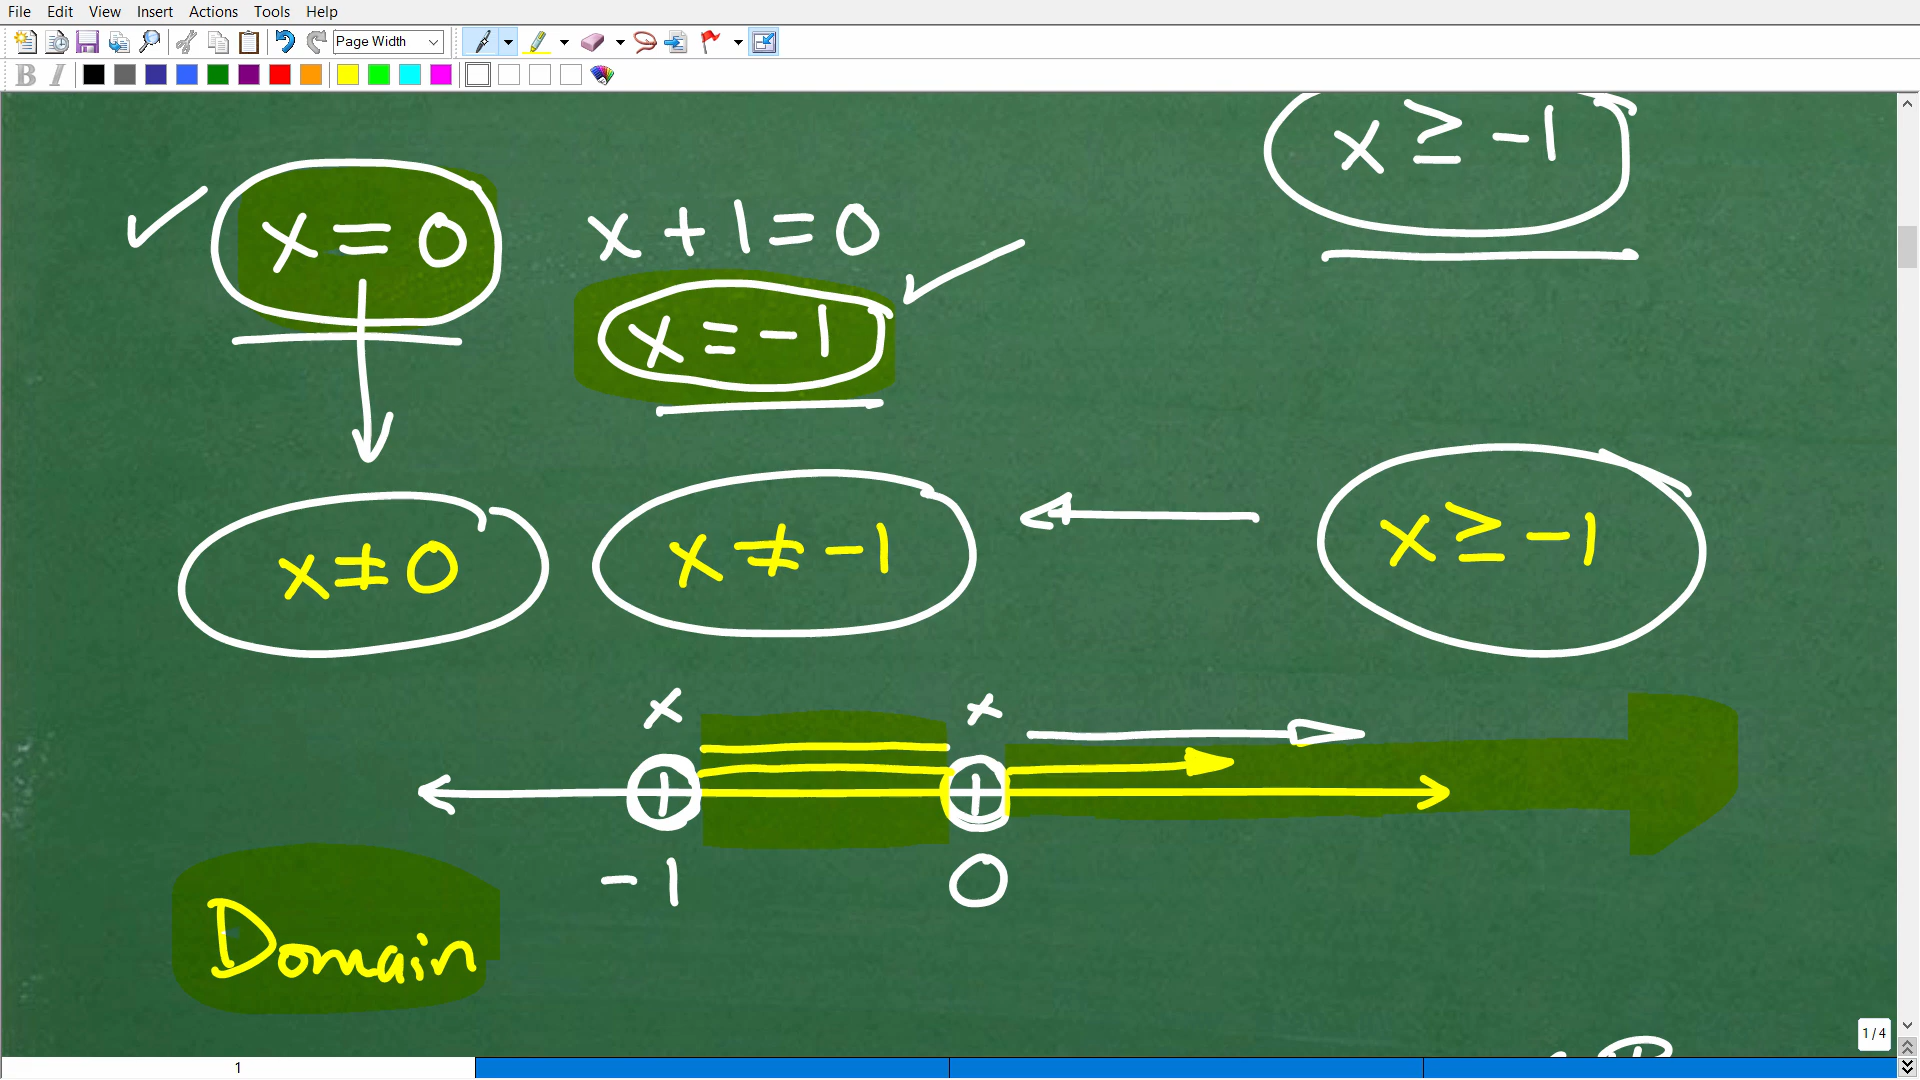 File Edit View Insert Actions Tools Help
Page Width
B I
x ≥ -1
x = 0
x + 1 = 0
x = -1
x ≠ 0
x ≠ -1
x ≥ -1
x x
-1 0
Domain
1 / 4
1